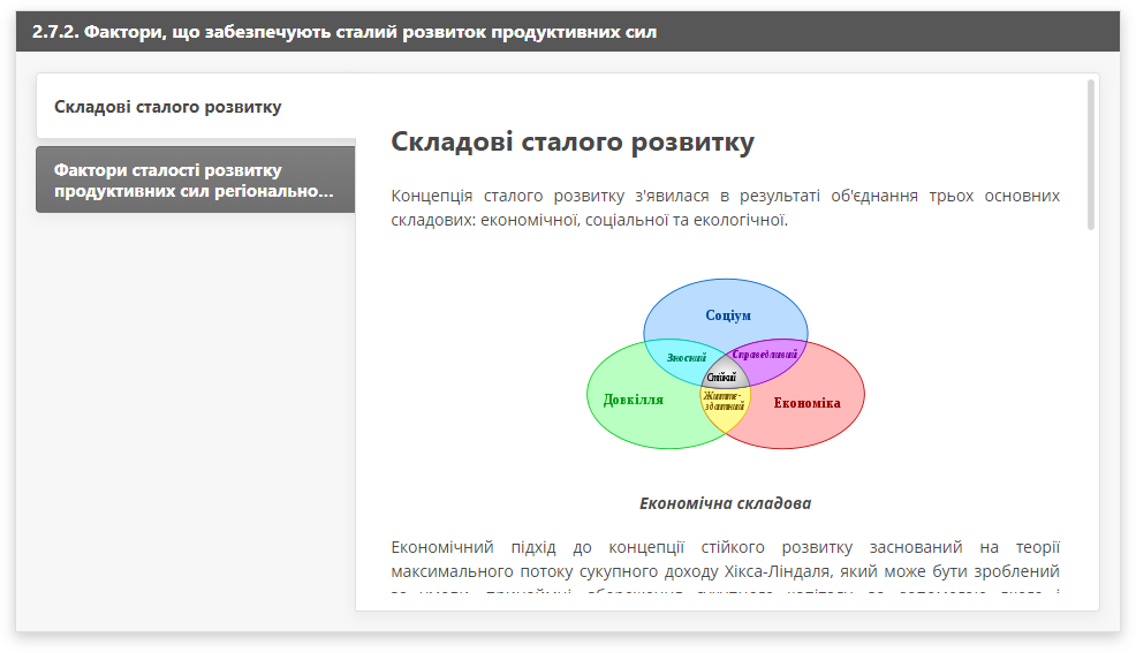 2.7.2. Фактори, що забезпечують сталий розвиток продуктивних сил
Складові сталого розвитку
Фактори сталості розвитку
продуктивних сил регіонально...
Складові сталого розвитку
Концепція сталого розвитку з'явилася в результаті об'єднання трьох основних
складових: економічної, соціальної та екологічної.
Соціум
Зносний
Справедливий
Стійкий
Довкілля
Життє-
здатний
Економіка
Економічна складова
Економічний підхід до концепції стійкого розвитку заснований на теорії
максимального потоку сукупного доходу Хікса-Ліндаля, який може бути зроблений